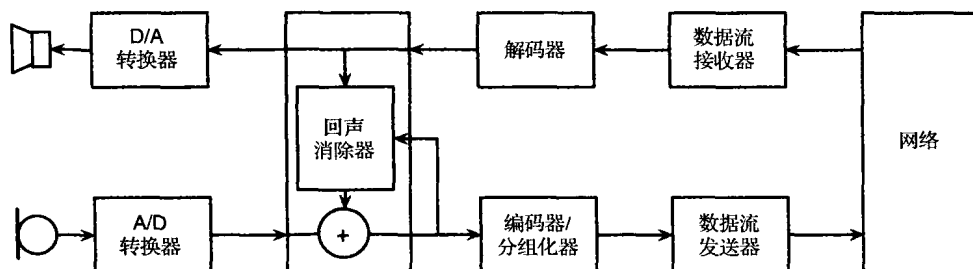 D/A
转换器
解码器
数据流
接收器
回声
消除器
网络
A/D
转换器
+
编码器/
分组化器
数据流
发送器